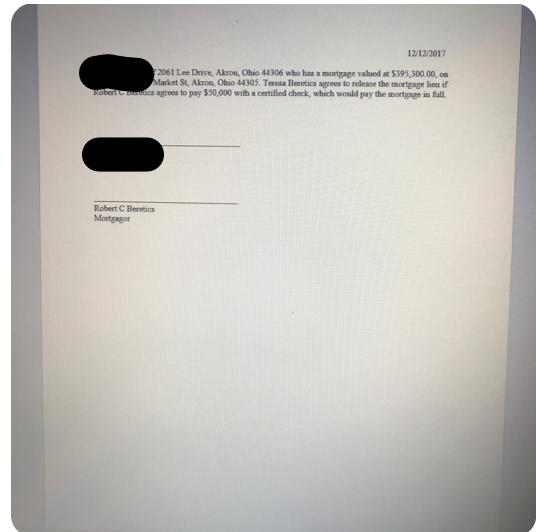 12/12/2017
2061 Lee Drive, Akron, Ohio 44306 who has a mortgage valued at $395,300.00, on
Market St, Akron, Ohio 44305. Teresa Beretics agrees to release the mortgage lien if
Robert C Beretics agrees to pay $50,000 with a certified check, which would pay the mortgage in full.
Robert C Beretics
Mortgagor